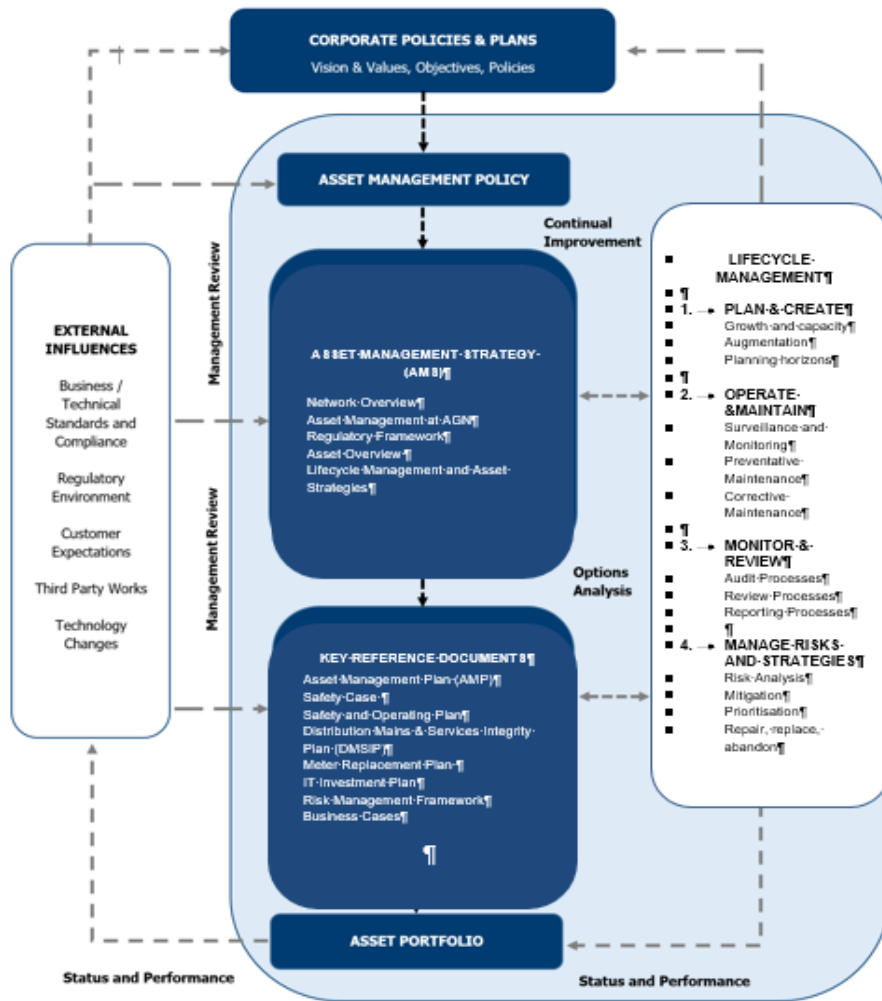 CORPORATE POLICIES & PLANS
Vision & Values, Objectives, Policies
ASSET MANAGEMENT POLICY
Continual
Improvement
Management Review
EXTERNAL
INFLUENCES
Business /
Technical
Standards and
Compliance
Regulatory
Environment
Customer
Expectations
Third Party Works
Technology
Changes
ASSET·MANAGEMENT·STRATEGY·
(AMS)¶
Network·Overview¶
Asset·Management·at·AGN¶
Regulatory·Framework¶
Asset·Overview·¶
Lifecycle·Management·and·Asset·
Strategies¶
Management Review
Options
Analysis
KEY·REFERENCE·DOCUMENTS¶
Asset·Management·Plan·(AMP)¶
Safety·Case·¶
Safety·and·Operating·Plan¶
Distribution·Mains·&·Services·Integrity·
Plan·(DMSIP)¶
Meter·Replacement·Plan·¶
IT·Investment·Plan¶
Risk·Management·Framework¶
Business·Cases¶
¶
▪ LIFECYCLE·
MANAGEMENT¶
▪ ¶
▪ 1. → PLAN·&·CREATE¶
▪ Growth·and·capacity¶
▪ Augmentation¶
▪ Planning·horizons¶
▪ ¶
▪ 2. → OPERATE·
&MAINTAIN¶
▪ Surveillance·and·
Monitoring¶
▪ Preventative·
Maintenance¶
▪ Corrective·
Maintenance¶
▪ ¶
▪ 3. → MONITOR·&·
REVIEW¶
▪ Audit·Processes¶
▪ Review·Processes¶
▪ Reporting·Processes¶
▪ ¶
▪ 4. → MANAGE·RISKS·
AND·STRATEGIES¶
▪ Risk·Analysis¶
▪ Mitigation¶
▪ Prioritisation¶
▪ Repair,·replace,·
abandon¶
ASSET PORTFOLIO
Status and Performance
Status and Performance